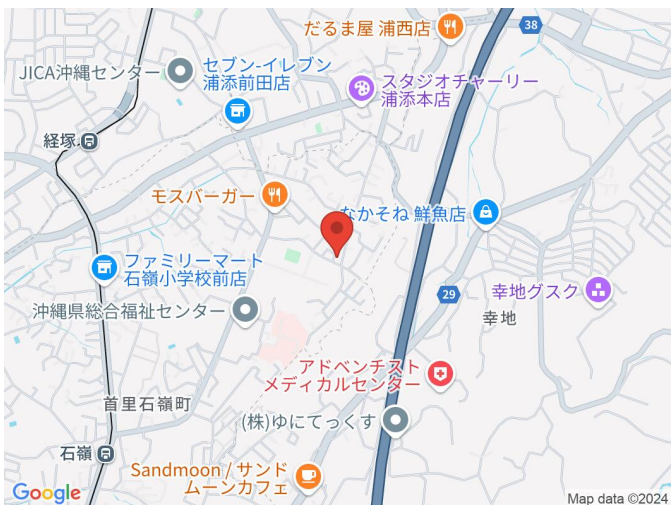 だるま屋 浦西店
38
JICA沖縄センター
セブン-イレブン
浦添前田店
スタジオチャーリー
浦添本店
経塚
モスバーガー
なかそね 鮮魚店
ファミリーマート
石嶺小学校前店
29
幸地グスク
沖縄県総合福祉センター
幸地
アドベンチスト
メディカルセンター
首里石嶺町
(株)ゆにてっくす
石嶺
Sandmoon / サンド
ムーンカフェ
Google
Map data ©2024